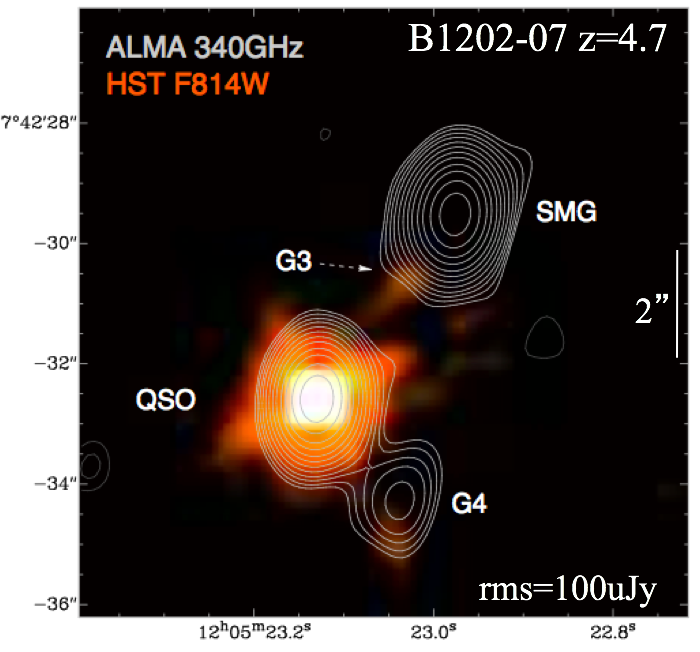 ALMA 340GHz
HST F814W
B1202-07 z=4.7
7°42′28″
SMG
−30″
G3
2”
−32″
QSO
−34″
G4
rms=100uJy
−36″
12ʰ05ᵐ23.2ˢ
23.0ˢ
22.8ˢ